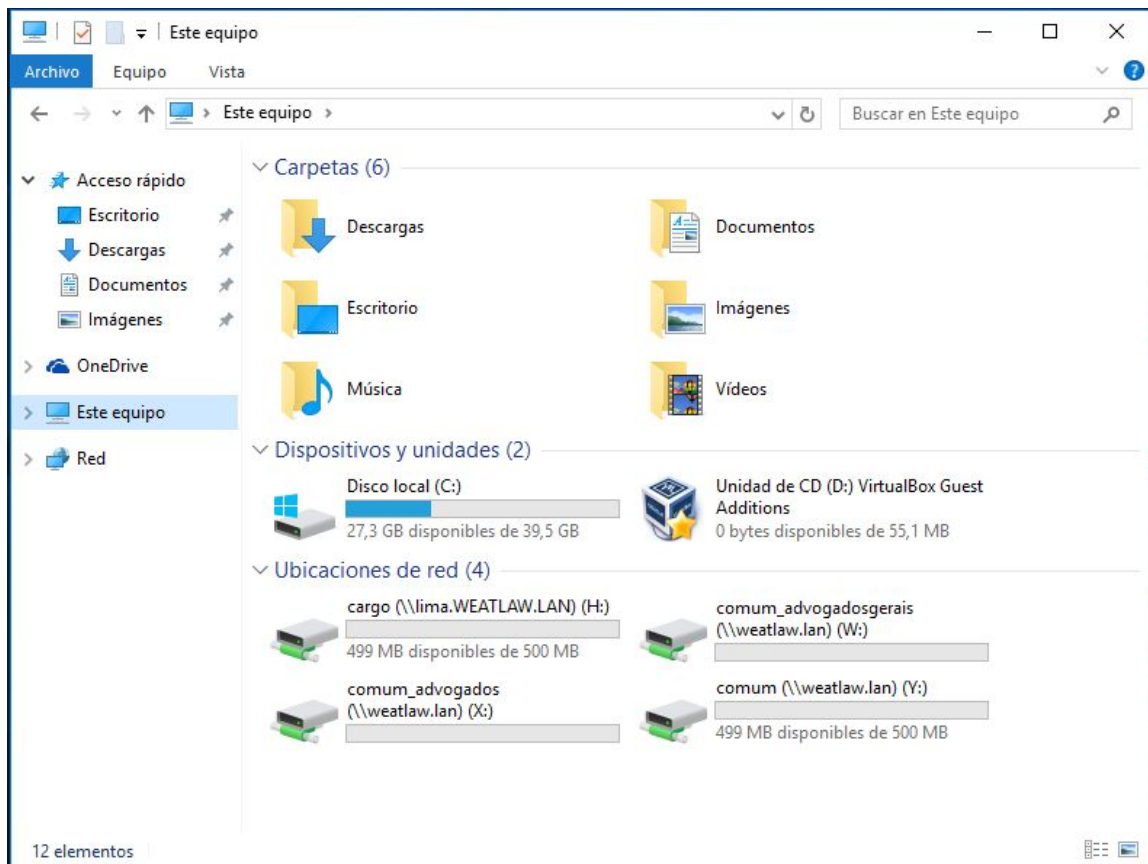 Este equipo
Archivo
Equipo
Vista
Este equipo
Buscar en Este equipo
Acceso rápido
Escritorio
Descargas
Documentos
Imágenes
OneDrive
Este equipo
Red
Carpetas (6)
Descargas
Documentos
Escritorio
Imágenes
Música
Vídeos
Dispositivos y unidades (2)
Disco local (C:)
27,3 GB disponibles de 39,5 GB
Unidad de CD (D:) VirtualBox Guest
Additions
0 bytes disponibles de 55,1 MB
Ubicaciones de red (4)
cargo (\\lima.WEATLAW.LAN) (H:)
499 MB disponibles de 500 MB
comum_advogadosgerais
(\\weatlaw.lan) (W:)
comum_advogados
(\\weatlaw.lan) (X:)
comum (\\weatlaw.lan) (Y:)
499 MB disponibles de 500 MB
12 elementos